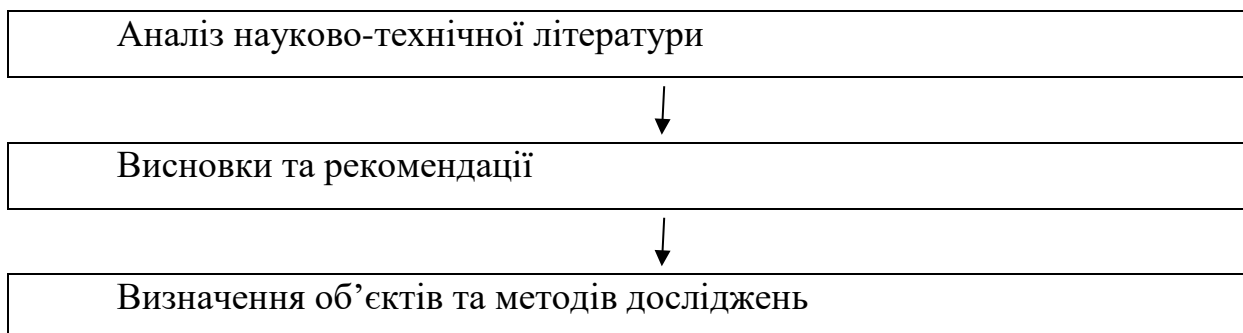 Аналіз науково-технічної літератури
Висновки та рекомендації
Визначення об’єктів та методів досліджень